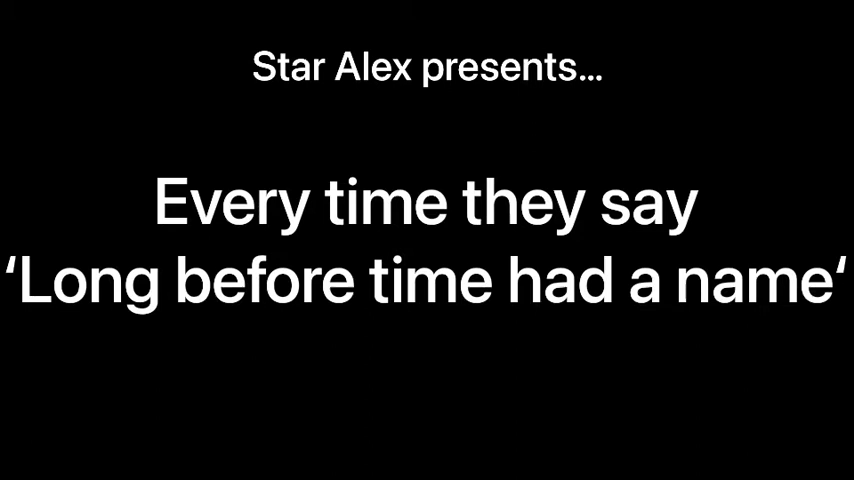 Star Alex presents...
Every time they say
‘Long before time had a name‘